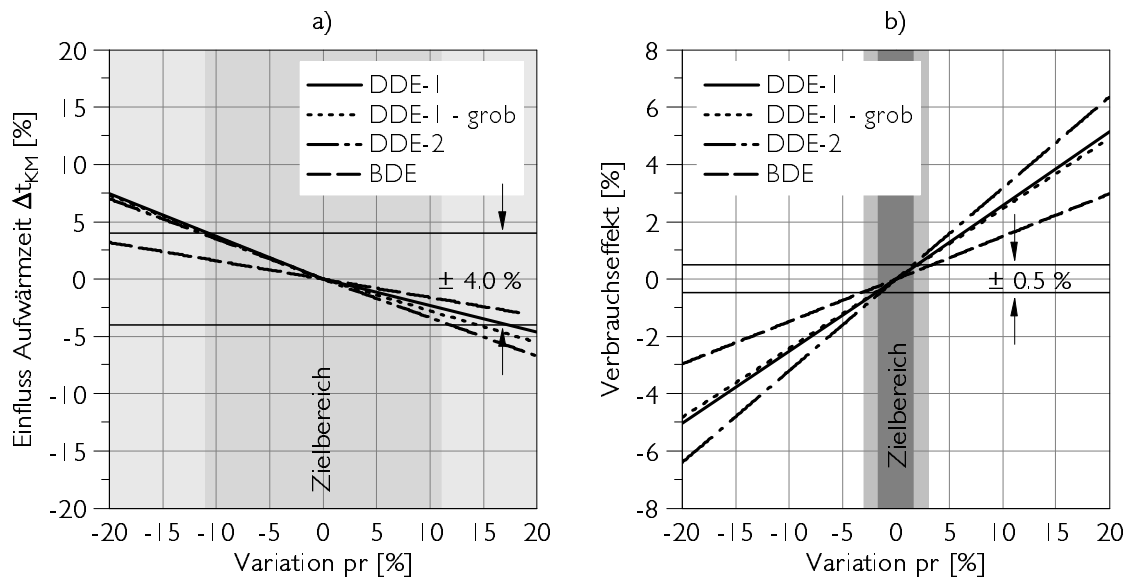 a)
20
15
10
5
0
-5
-10
-15
-20
Einfluss Aufwärmzeit ΔtKM [%]
DDE-1
DDE-1 - grob
DDE-2
BDE
± 4.0 %
Zielbereich
-20 -15 -10 -5 0 5 10 15 20
Variation pr [%]
b)
8
6
4
2
0
-2
-4
-6
-8
Verbrauchseffekt [%]
DDE-1
DDE-1 - grob
DDE-2
BDE
± 0.5 %
Zielbereich
-20 -15 -10 -5 0 5 10 15 20
Variation pr [%]